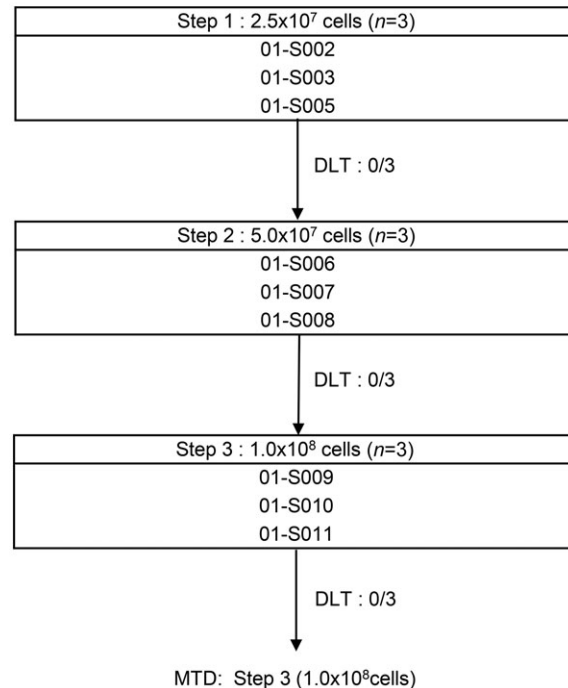 Step 1 : 2.5x10⁷ cells (n=3)
01-S002
01-S003
01-S005
DLT : 0/3
Step 2 : 5.0x10⁷ cells (n=3)
01-S006
01-S007
01-S008
DLT : 0/3
Step 3 : 1.0x10⁸ cells (n=3)
01-S009
01-S010
01-S011
DLT : 0/3
MTD: Step 3 (1.0x10⁸cells)